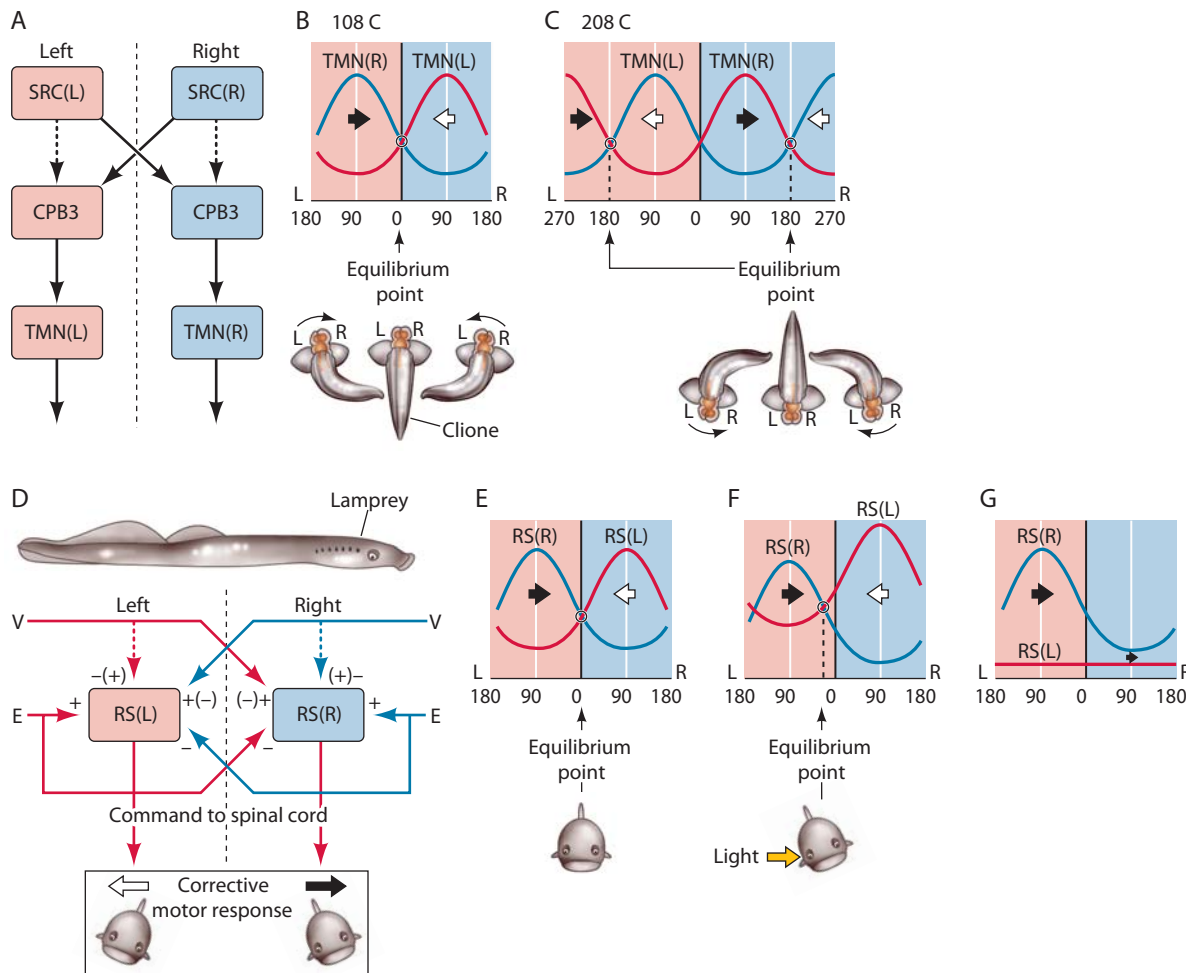 A
Left
Right
SRC(L)
SRC(R)
CPB3
CPB3
TMN(L)
TMN(R)
B 108 C
TMN(R)
TMN(L)
L
R
180 90 0 90 180
Equilibrium
point
L R
L R
L R
Clione
C 208 C
TMN(L)
TMN(R)
L
R
270 180 90 0 90 180 270
Equilibrium
point
L R
L R
L R
D
Lamprey
Left
Right
V
V
–(+)
+(–)
(–)+
(+)–
E
+
RS(L)
RS(R)
+
E
–
–
Command to spinal cord
Corrective
motor response
E
RS(R)
RS(L)
L
180 90 0 90 180
Equilibrium
point
F
RS(L)
RS(R)
180 90 0 90 180
Equilibrium
point
Light
G
RS(R)
RS(L)
L
R
180 90 0 90 180